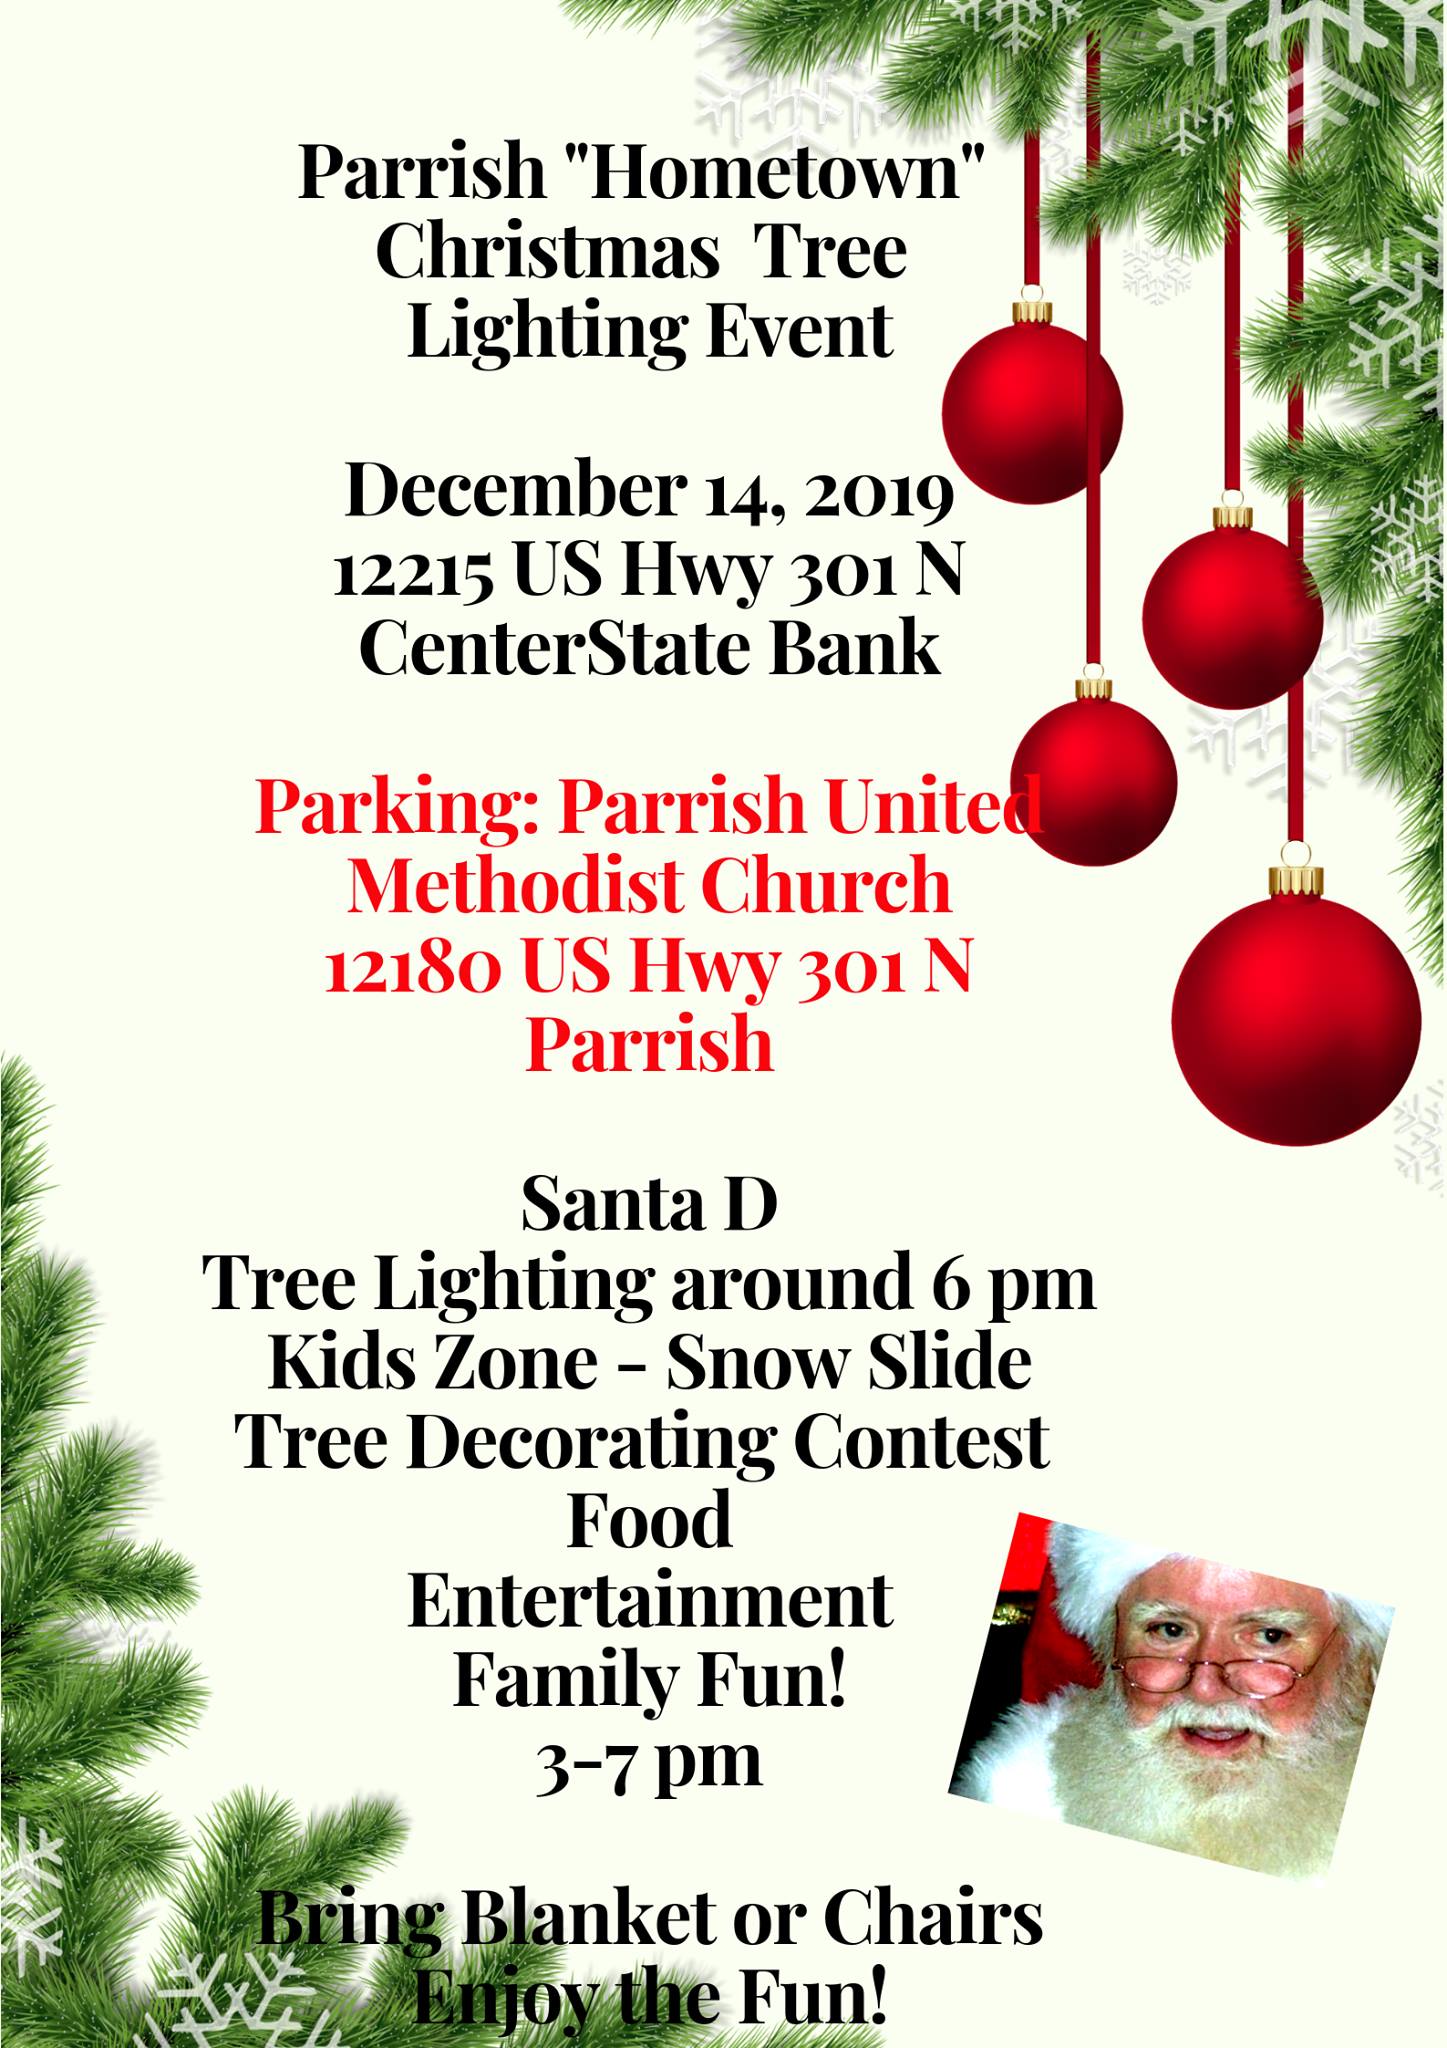 Parrish "Hometown"
Christmas Tree
Lighting Event
December 14, 2019
12215 US Hwy 301 N
CenterState Bank
Parking: Parrish United
Methodist Church
12180 US Hwy 301 N
Parrish
Santa D
Tree Lighting around 6 pm
Kids Zone - Snow Slide
Tree Decorating Contest
Food
Entertainment
Family Fun!
3-7 pm
Bring Blanket or Chairs
Enjoy the Fun!